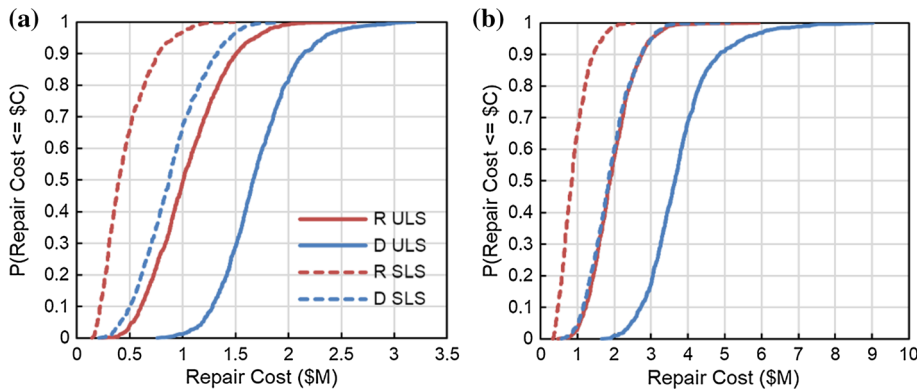 (a)
P(Repair Cost <= $C)
1
0.9
0.8
0.7
0.6
0.5
0.4
0.3
0.2
0.1
0
R ULS
D ULS
R SLS
D SLS
0 0.5 1 1.5 2 2.5 3 3.5
Repair Cost ($M)
(b)
P(Repair Cost <= $C)
1
0.9
0.8
0.7
0.6
0.5
0.4
0.3
0.2
0.1
0
0 1 2 3 4 5 6 7 8 9 10
Repair Cost ($M)